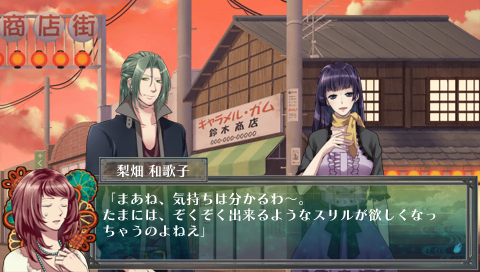 商店街
キャラメル・ガム
鈴木商店
梨畑 和歌子
「まあね、気持ちは分かるわ～。
たまには、ぞくぞく出来るようなスリルが欲しくなっ
ちゃうのよねえ」